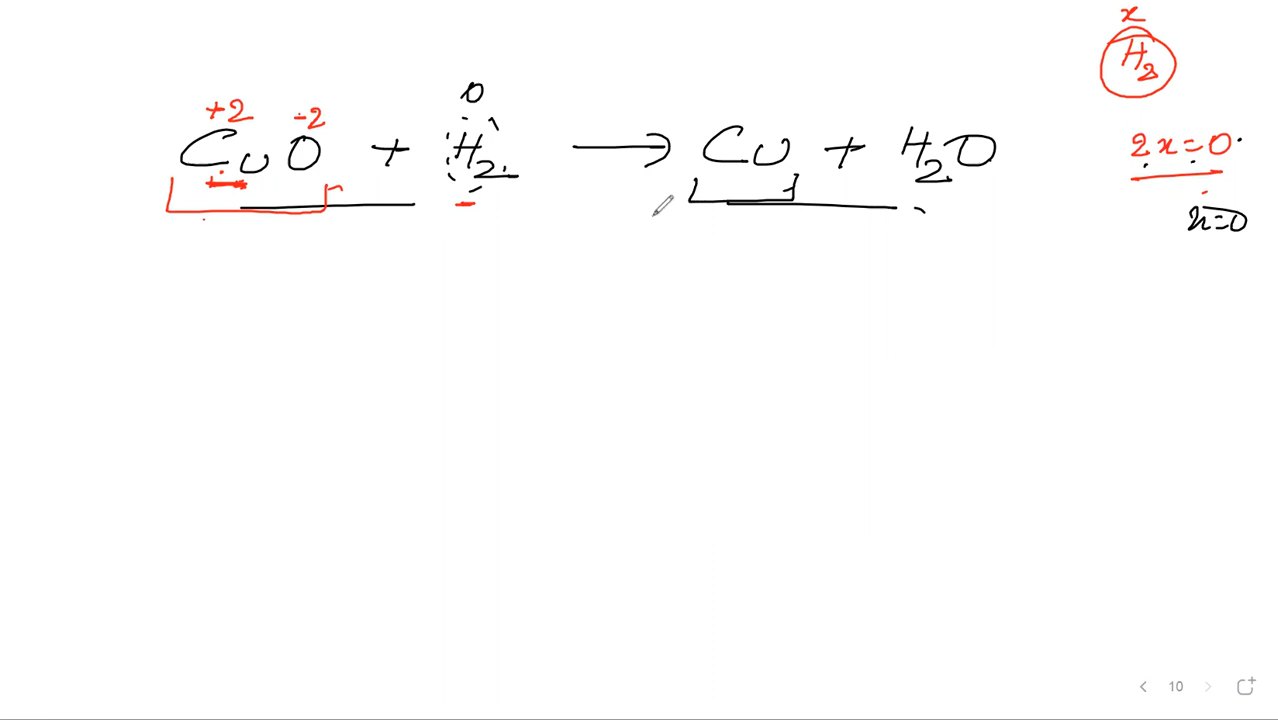 x
H2
0
+2 -2
CuO + H2 ⟶ Cu + H2O
2x=0
x=0
10